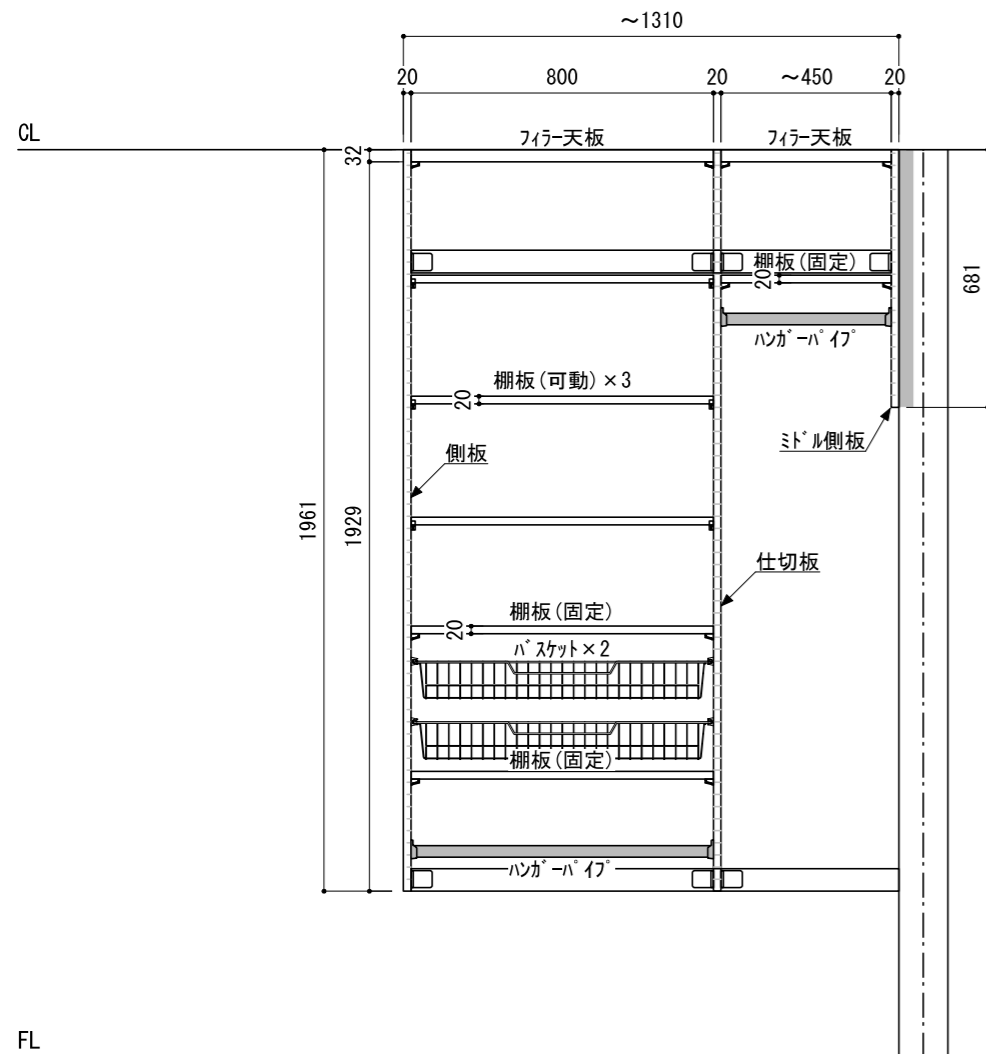 ~1310
20 800 20 ~450 20
CL
フィラー天板 フィラー天板
32
棚板(固定)
20
681
ハンガーパイプ
棚板(可動)×3
20
ミドル側板
側板
1961
1929
仕切板
棚板(固定)
20
バスケット×2
棚板(固定)
ハンガーパイプ
FL